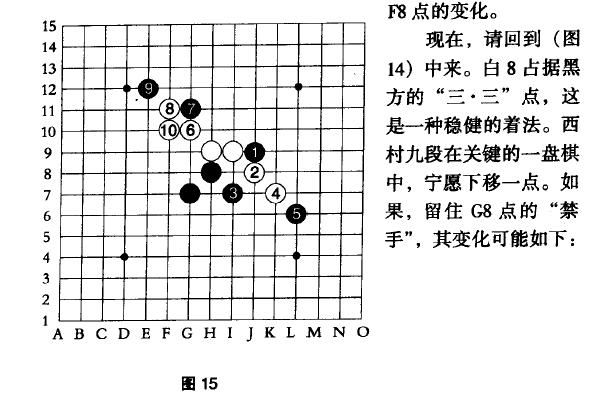 F8 点的变化。
现在，请回到（图
14）中来。白 8 占据黑
方的“三·三”点，这
是一种稳健的着法。西
村九段在关键的一盘棋
中，宁愿下移一点。如
果，留住 G8 点的“禁
手”，其变化可能如下：
15
14
13
12
11
10
9
8
7
6
5
4
3
2
1
A B C D E F G H I J K L M N O
9
8 7
10 6
1
2
3 4
5
图 15